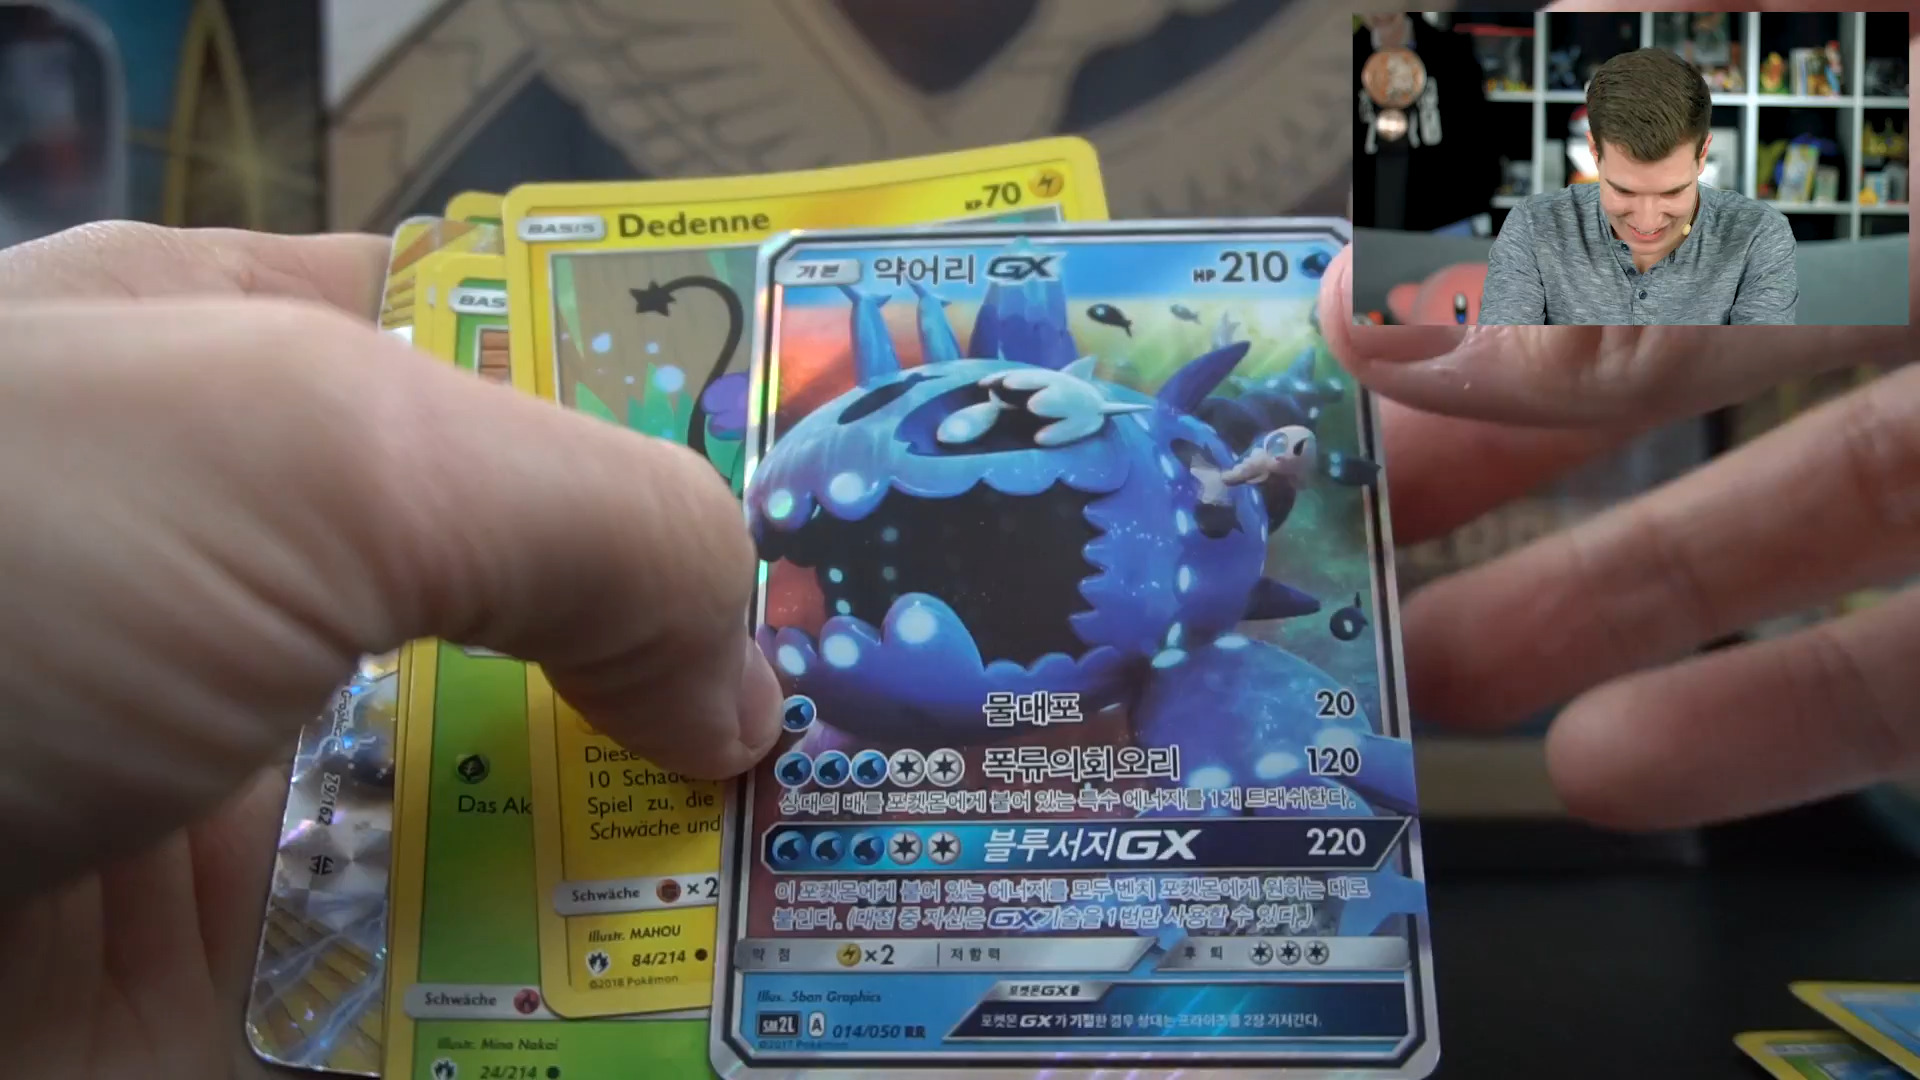 BASIS Dedenne KP70
기본 약어리 GX HP 210
BAS
물대포 20
폭류의회오리 120
상대의 배틀 포켓몬에게 붙어 있는 특수 에너지를 1개 트래쉬한다.
블루서지GX 220
이 포켓몬에게 붙어 있는 에너지를 모두 벤치 포켓몬에게 원하는 대로
붙인다. (대전 중 자신은 GX기술을 1번만 사용할 수 있다.)
약점 ×2 저항력 후퇴
Illus. 5ban Graphics
포켓몬GX룰
포켓몬GX가 기절한 경우 상대는 프라이즈를 2장 가져간다.
SM2L A 014/050 RR
©2017 Pokémon
Diese
10 Schade
Spiel zu, die
Schwäche und
Schwäche ×2
Illustr. MAHOU
84/214
©2018 Pokémon
Das Ak
Schwäche
Illustr. Mina Nakai
24/214
Graphic
79/162